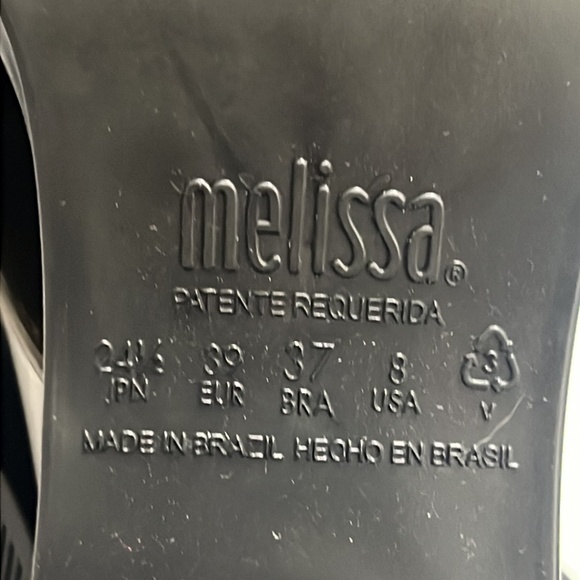 melissa®
PATENTE REQUERIDA
24½ 39 37 8 3
JPN EUR BRA USA V
MADE IN BRAZIL HECHO EN BRASIL